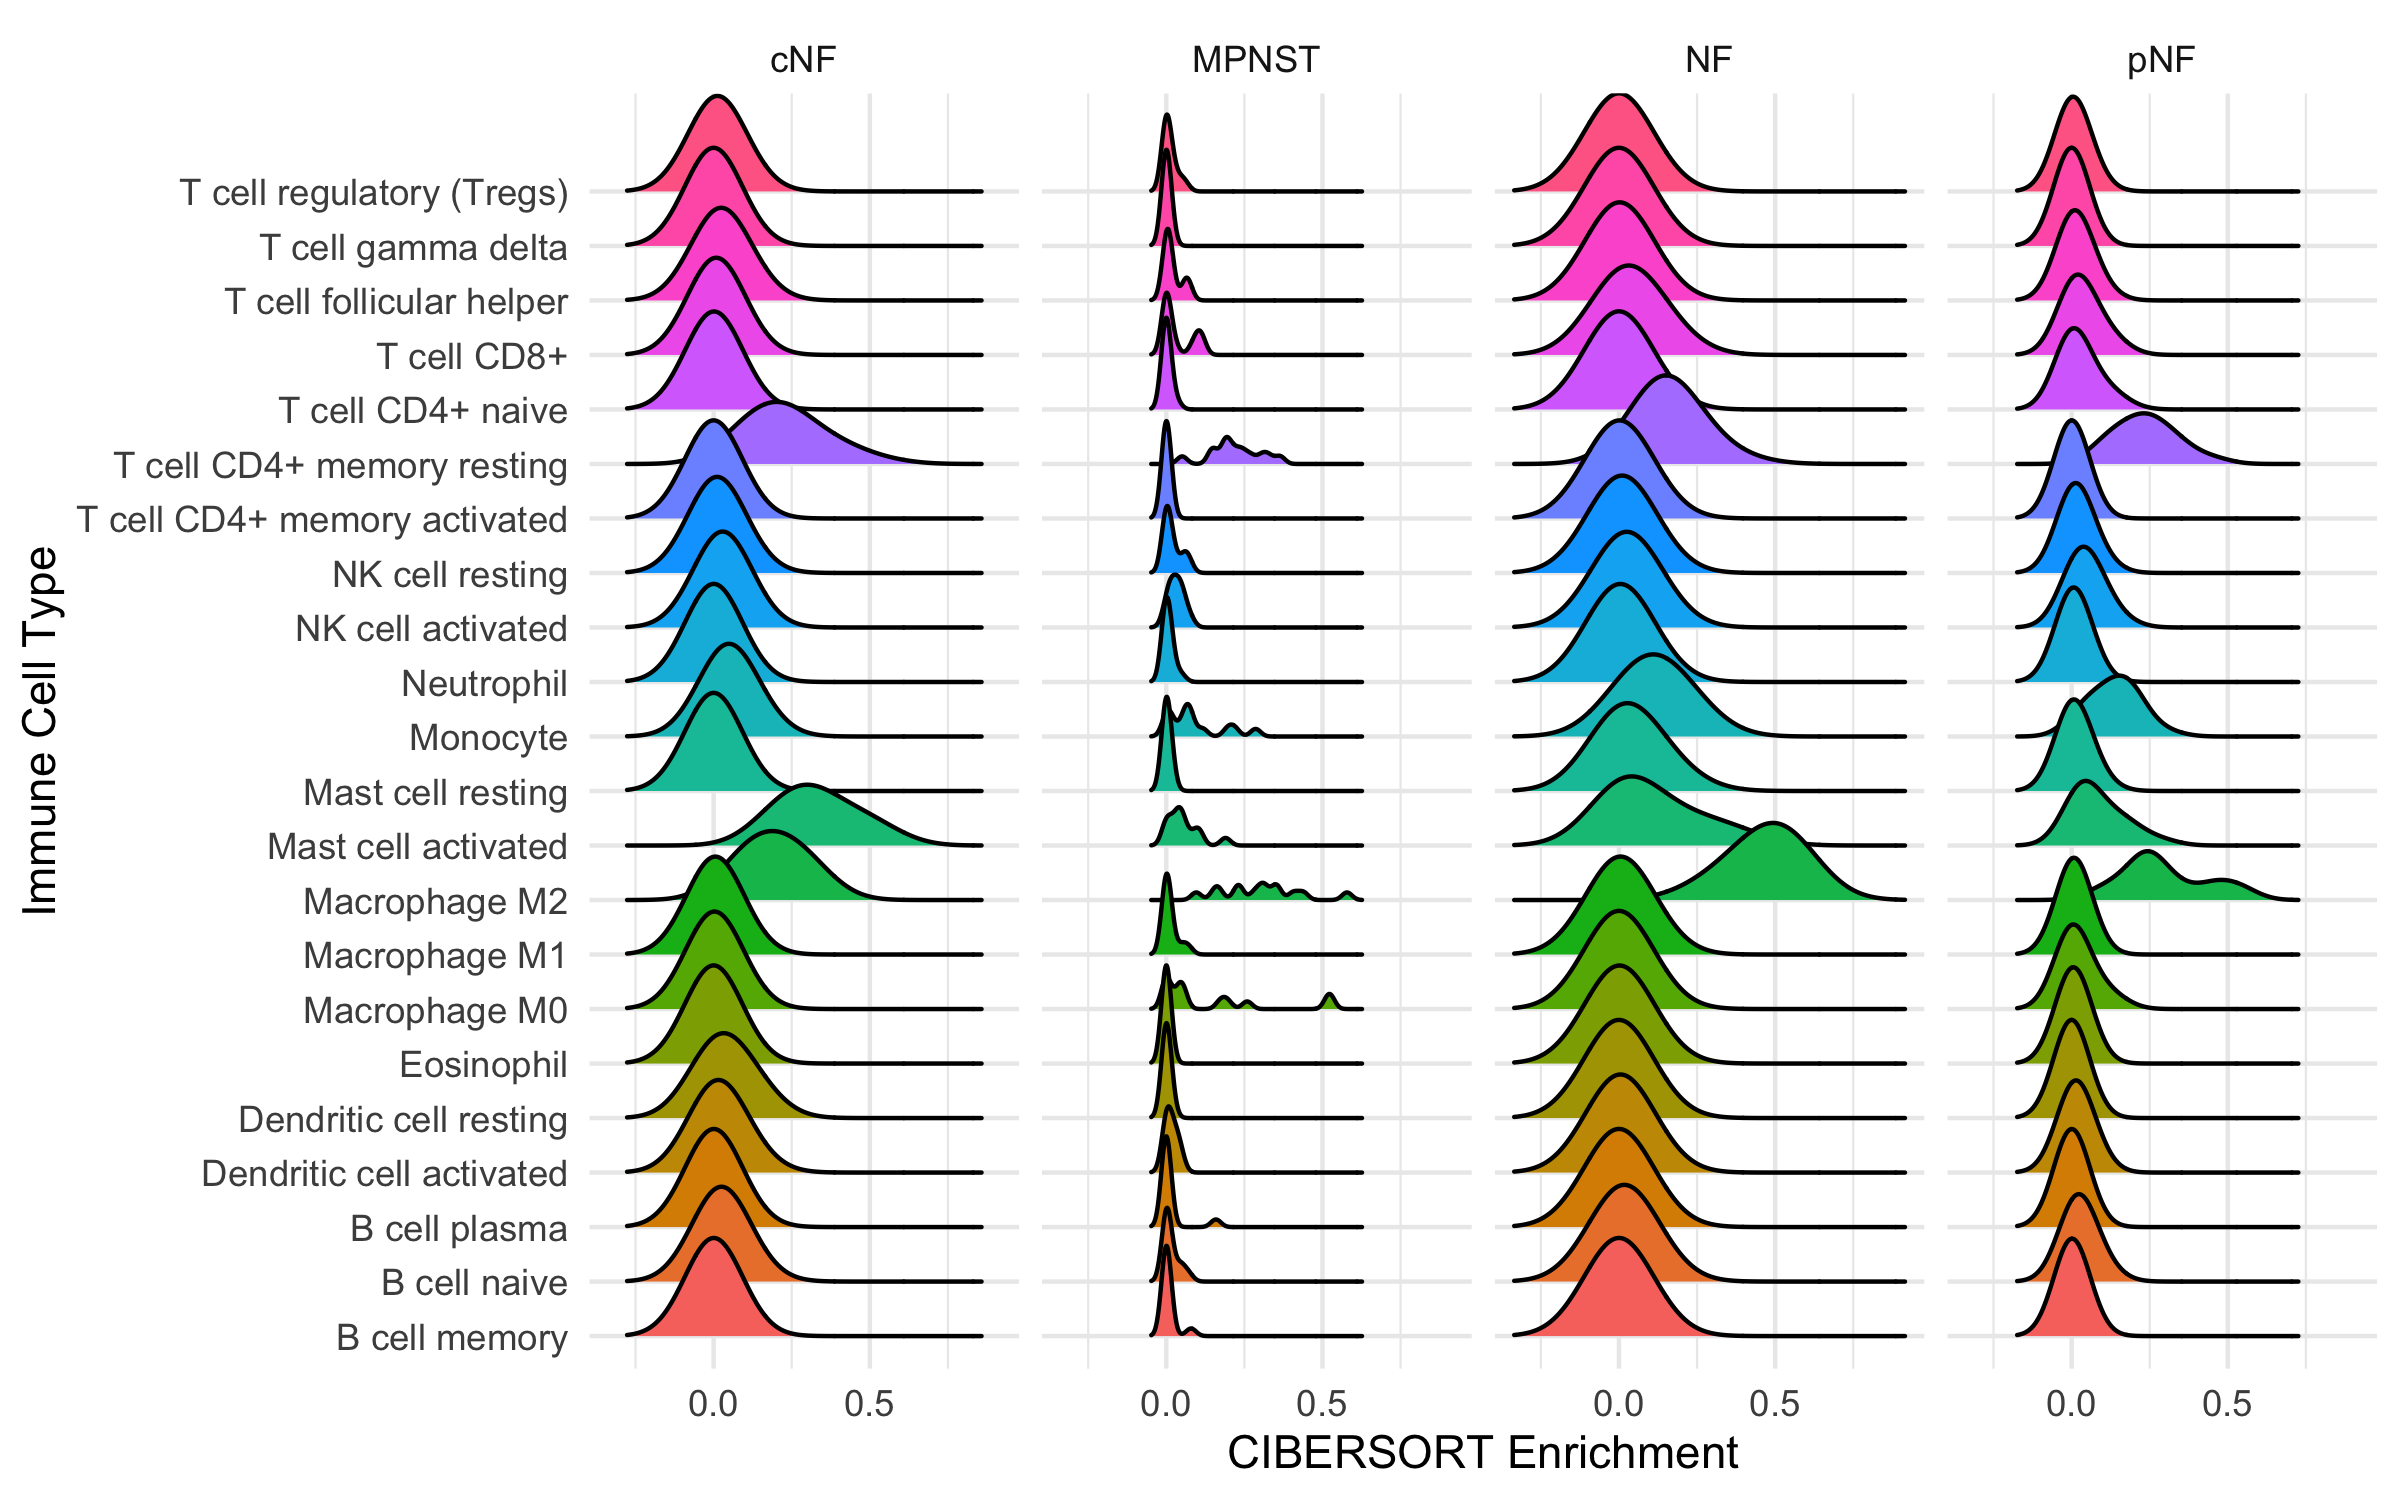 cNF MPNST NF pNF
Immune Cell Type
T cell regulatory (Tregs)
T cell gamma delta
T cell follicular helper
T cell CD8+
T cell CD4+ naive
T cell CD4+ memory resting
T cell CD4+ memory activated
NK cell resting
NK cell activated
Neutrophil
Monocyte
Mast cell resting
Mast cell activated
Macrophage M2
Macrophage M1
Macrophage M0
Eosinophil
Dendritic cell resting
Dendritic cell activated
B cell plasma
B cell naive
B cell memory
0.0 0.5 0.0 0.5 0.0 0.5 0.0 0.5
CIBERSORT Enrichment